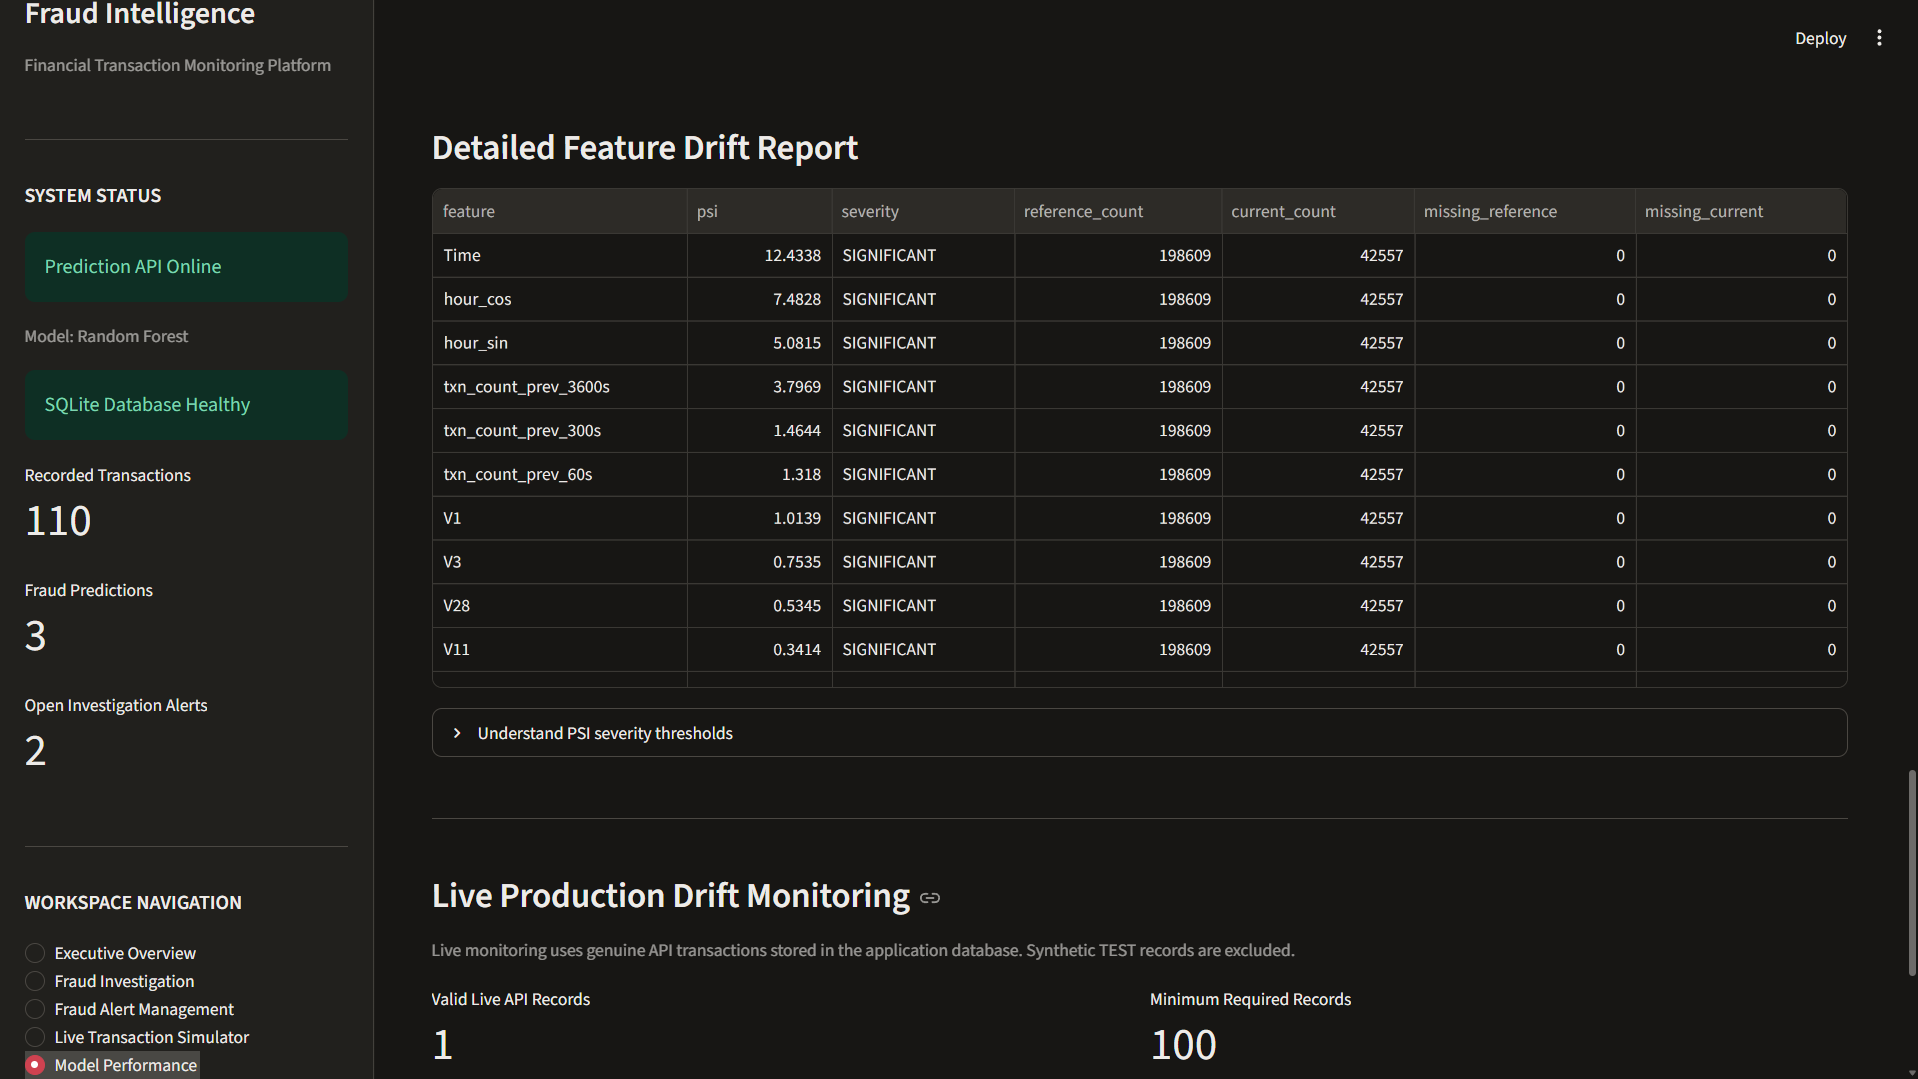 Fraud Intelligence
Financial Transaction Monitoring Platform
SYSTEM STATUS
Prediction API Online
Model: Random Forest
SQLite Database Healthy
Recorded Transactions
110
Fraud Predictions
3
Open Investigation Alerts
2
WORKSPACE NAVIGATION
Executive Overview
Fraud Investigation
Fraud Alert Management
Live Transaction Simulator
Model Performance
Deploy
Detailed Feature Drift Report
feature psi severity reference_count current_count missing_reference missing_current
Time 12.4338 SIGNIFICANT 198609 42557 0 0
hour_cos 7.4828 SIGNIFICANT 198609 42557 0 0
hour_sin 5.0815 SIGNIFICANT 198609 42557 0 0
txn_count_prev_3600s 3.7969 SIGNIFICANT 198609 42557 0 0
txn_count_prev_300s 1.4644 SIGNIFICANT 198609 42557 0 0
txn_count_prev_60s 1.318 SIGNIFICANT 198609 42557 0 0
V1 1.0139 SIGNIFICANT 198609 42557 0 0
V3 0.7535 SIGNIFICANT 198609 42557 0 0
V28 0.5345 SIGNIFICANT 198609 42557 0 0
V11 0.3414 SIGNIFICANT 198609 42557 0 0
Understand PSI severity thresholds
Live Production Drift Monitoring
Live monitoring uses genuine API transactions stored in the application database. Synthetic TEST records are excluded.
Valid Live API Records Minimum Required Records
1 100